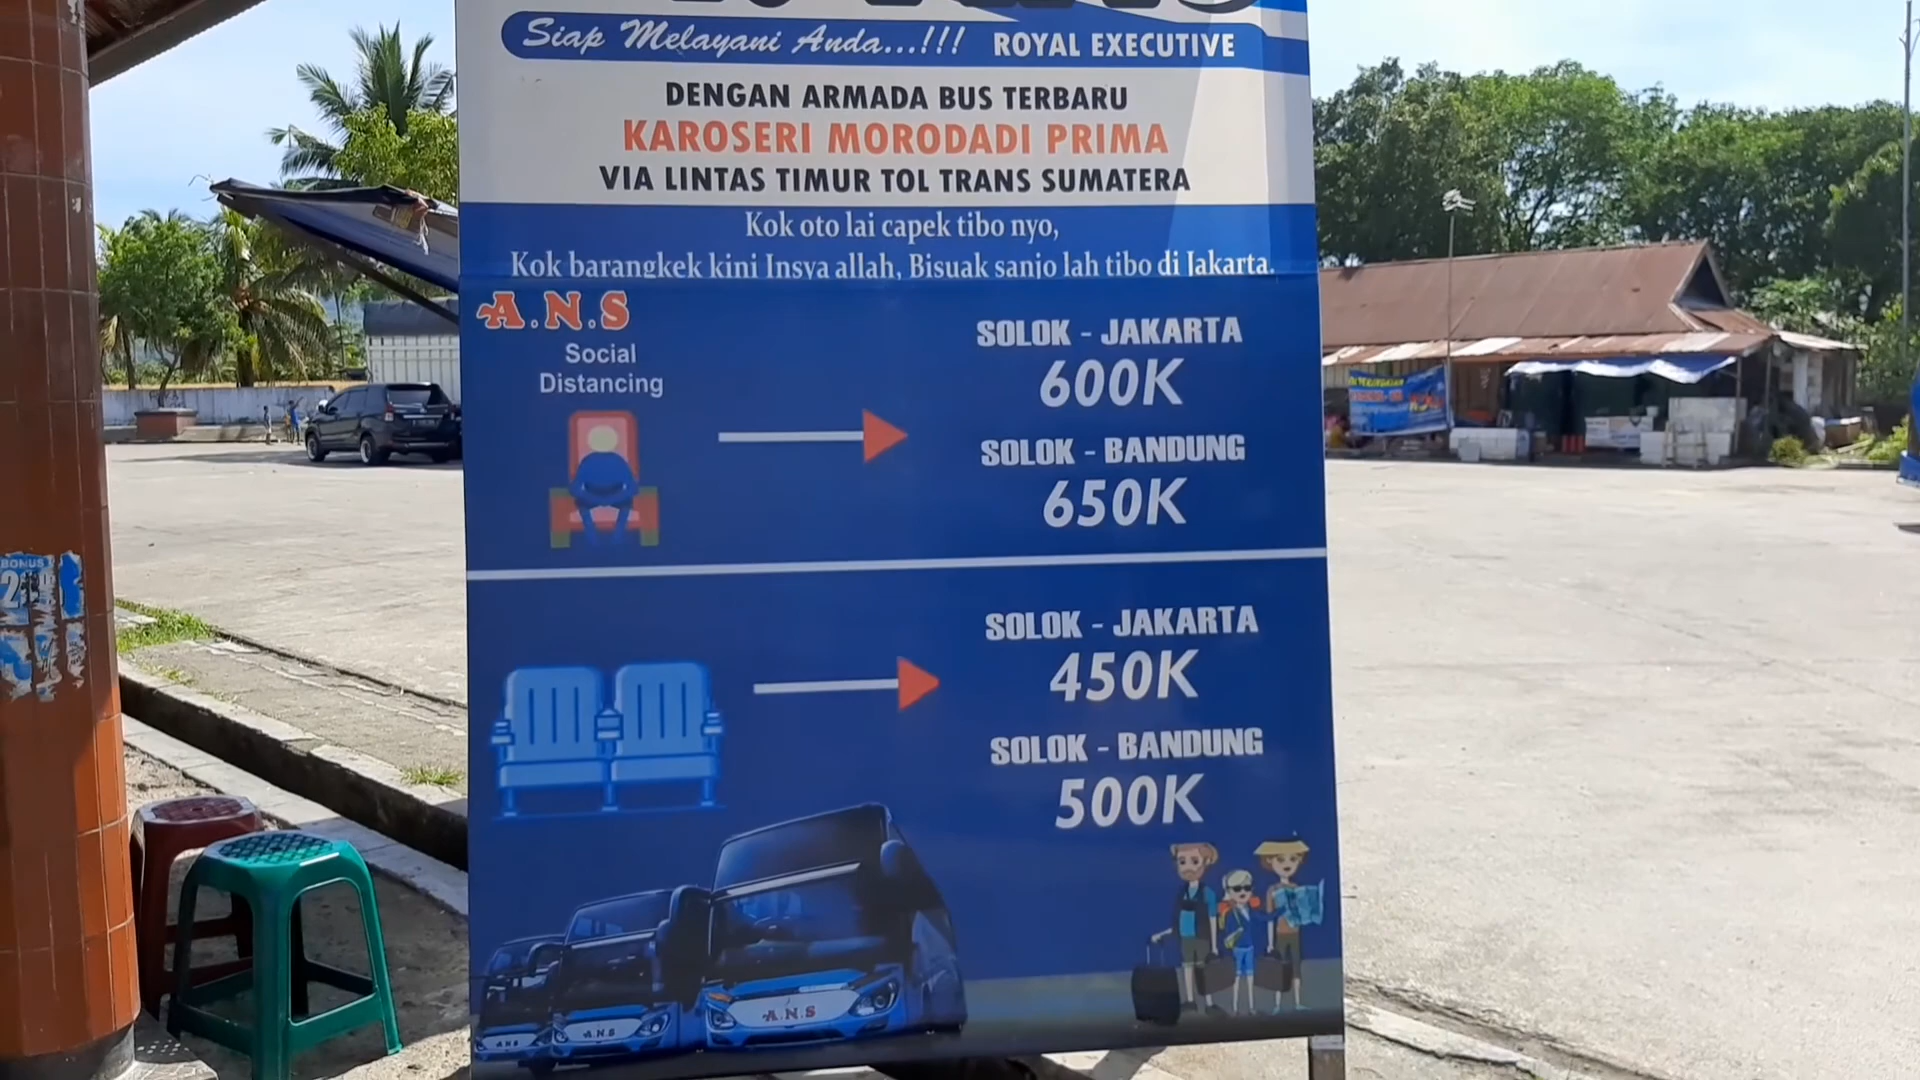 Siap Melayani Anda...!!! ROYAL EXECUTIVE
DENGAN ARMADA BUS TERBARU
KAROSERI MORODADI PRIMA
VIA LINTAS TIMUR TOL TRANS SUMATERA
Kok oto lai capek tibo nyo,
Kok barangkek kini Insya allah, Bisuak sanjo lah tibo di Jakarta.
A.N.S
Social
Distancing
SOLOK - JAKARTA
600K
SOLOK - BANDUNG
650K
SOLOK - JAKARTA
450K
SOLOK - BANDUNG
500K
A.N.S
A.N.S
A.N.S
BONUS